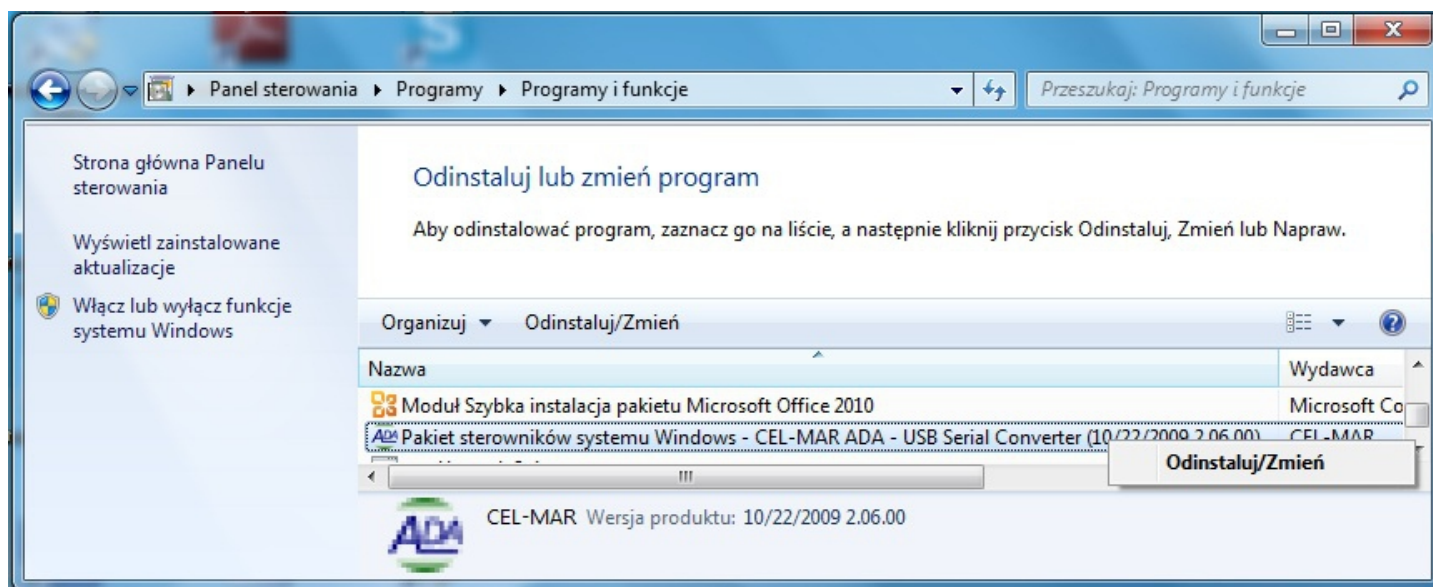 Panel sterowania ▸ Programy ▸ Programy i funkcje
Przeszukaj: Programy i funkcje
Strona główna Panelu
sterowania
Wyświetl zainstalowane
aktualizacje
Włącz lub wyłącz funkcje
systemu Windows
Odinstaluj lub zmień program
Aby odinstalować program, zaznacz go na liście, a następnie kliknij przycisk Odinstaluj, Zmień lub Napraw.
Organizuj Odinstaluj/Zmień
Nazwa Wydawca
Moduł Szybka instalacja pakietu Microsoft Office 2010 Microsoft Co
Pakiet sterowników systemu Windows - CEL-MAR ADA - USB Serial Converter (10/22/2009 2.06.00) CEL-MAR
Odinstaluj/Zmień
ADA
CEL-MAR Wersja produktu: 10/22/2009 2.06.00